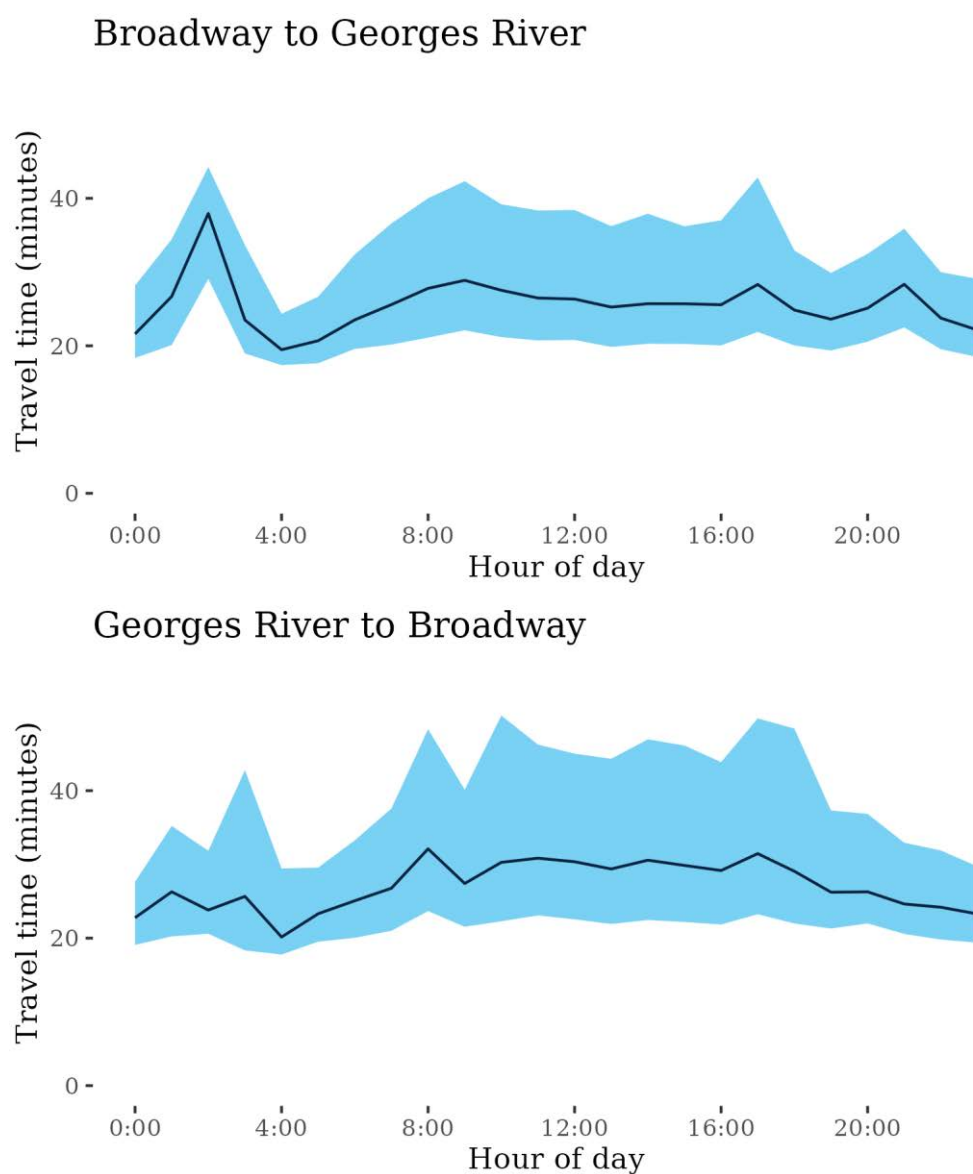 Broadway to Georges River
Travel time (minutes)
40
20
0
0:00 4:00 8:00 12:00 16:00 20:00
Hour of day
Georges River to Broadway
Travel time (minutes)
40
20
0
0:00 4:00 8:00 12:00 16:00 20:00
Hour of day